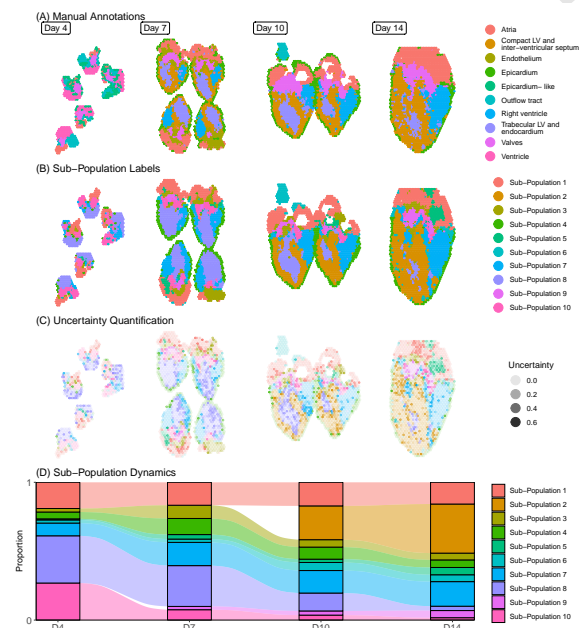 (A) Manual Annotations
Day 4
Day 7
Day 10
Day 14
Atria
Compact LV and
inter−ventricular septum
Endothelium
Epicardium
Epicardium− like
Outflow tract
Right ventricle
Trabecular LV and
endocardium
Valves
Ventricle
(B) Sub−Population Labels
Sub−Population 1
Sub−Population 2
Sub−Population 3
Sub−Population 4
Sub−Population 5
Sub−Population 6
Sub−Population 7
Sub−Population 8
Sub−Population 9
Sub−Population 10
(C) Uncertainty Quantification
Uncertainty
0.0
0.2
0.4
0.6
(D) Sub−Population Dynamics
1
Proportion
0
D4
D7
D10
D14
Sub−Population 1
Sub−Population 2
Sub−Population 3
Sub−Population 4
Sub−Population 5
Sub−Population 6
Sub−Population 7
Sub−Population 8
Sub−Population 9
Sub−Population 10